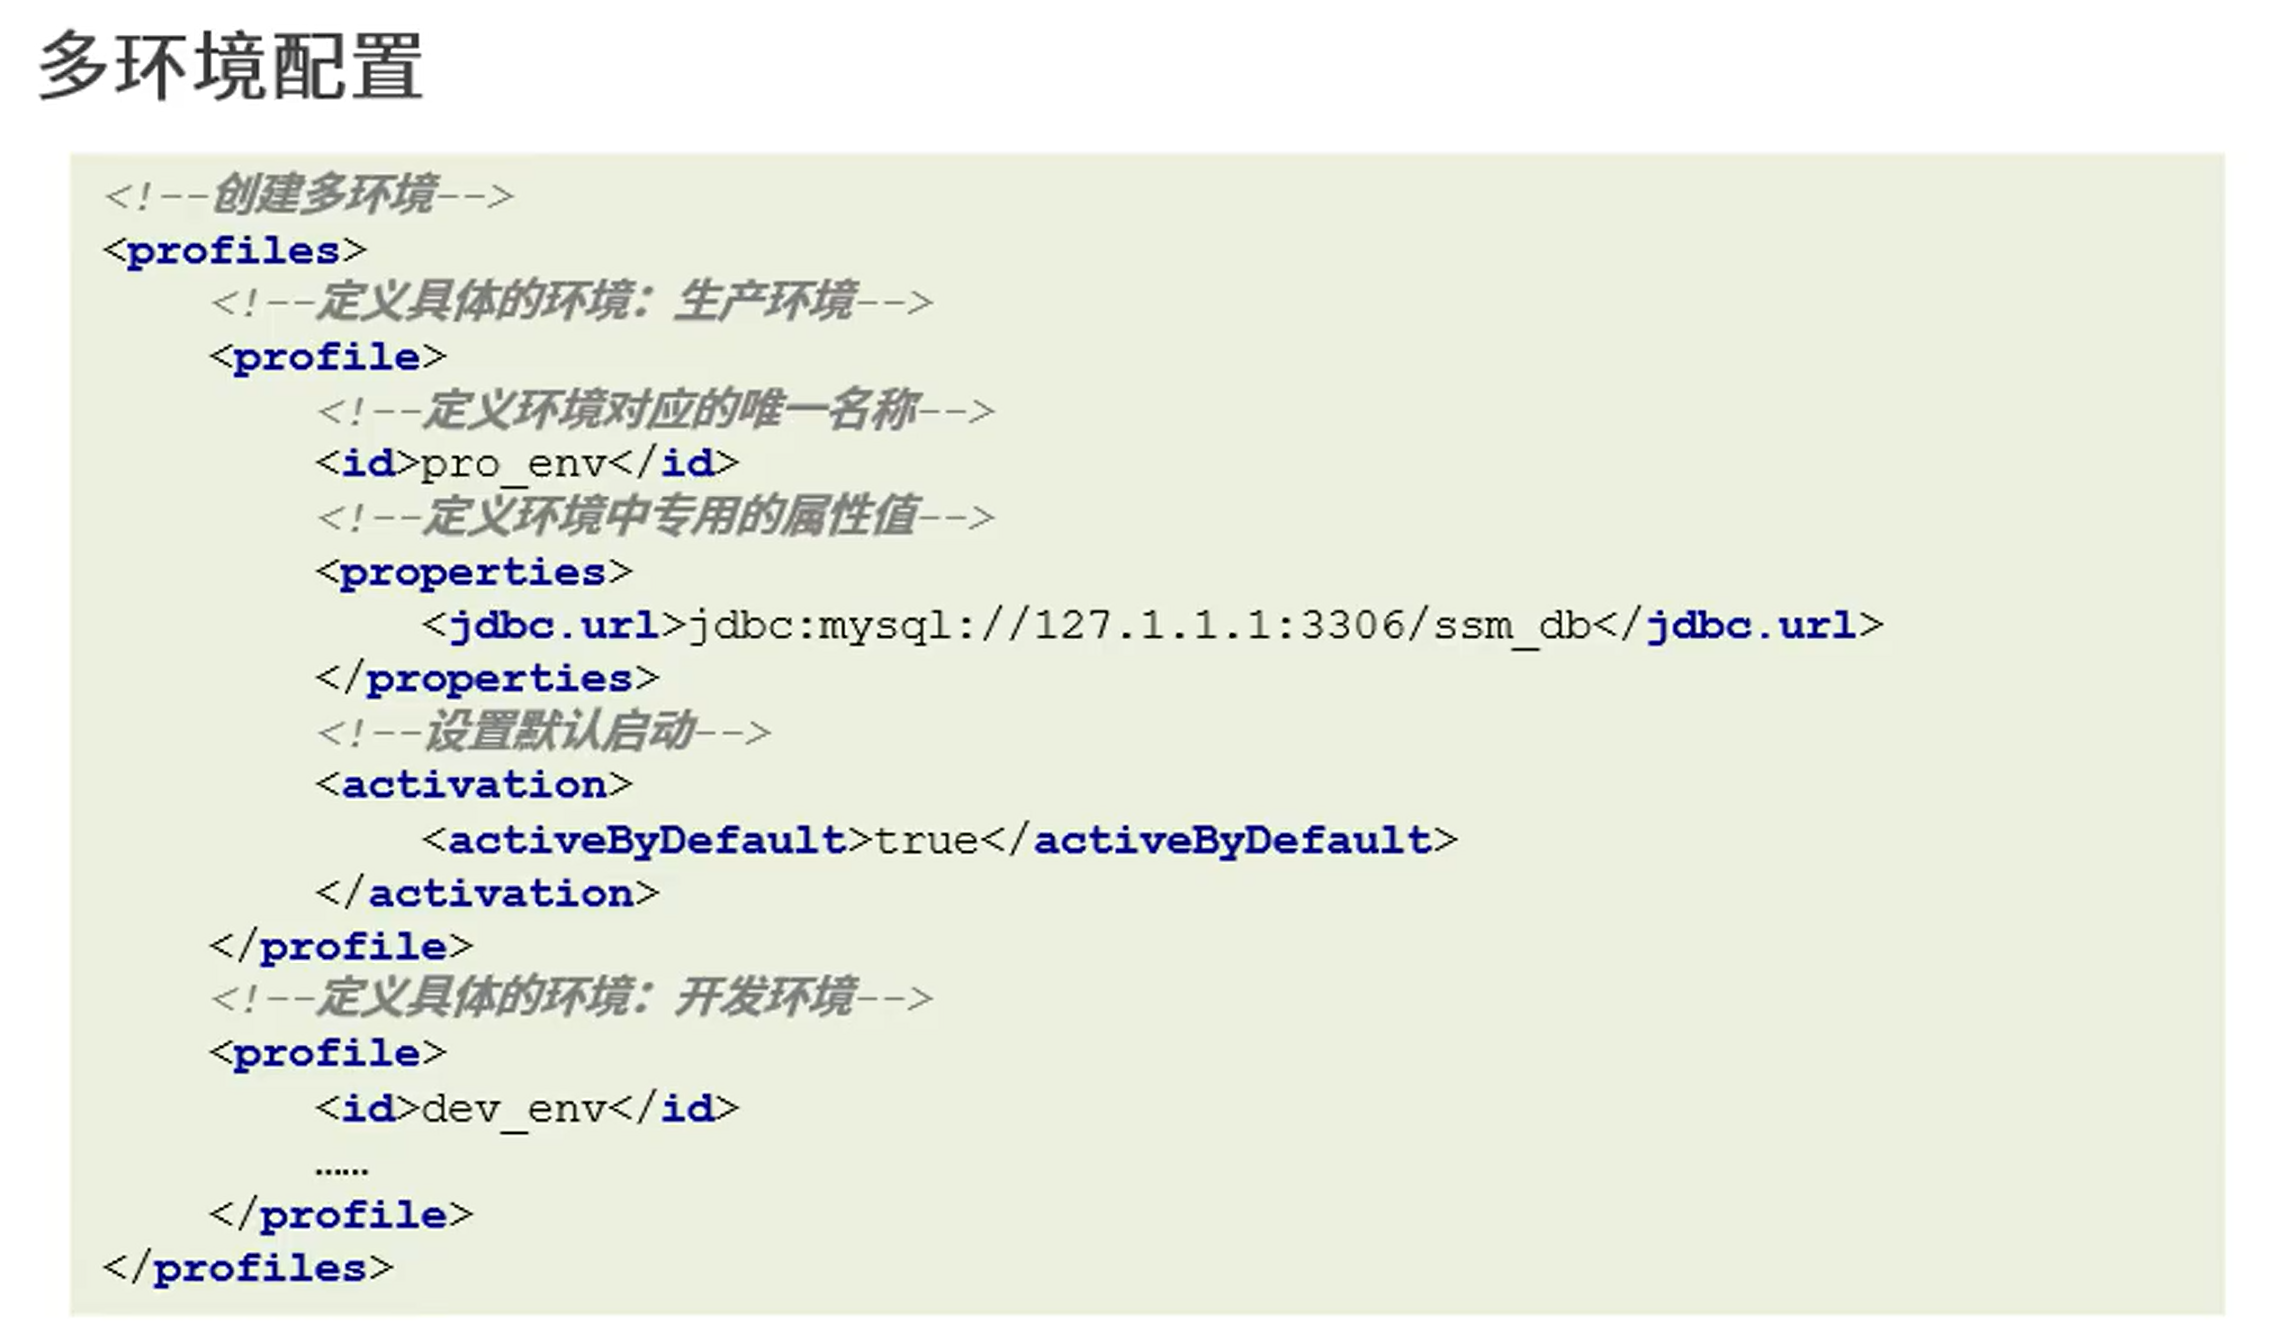 多环境配置
<!--创建多环境-->
<profiles>
<!--定义具体的环境：生产环境-->
<profile>
<!--定义环境对应的唯一名称-->
<id>pro_env</id>
<!--定义环境中专用的属性值-->
<properties>
<jdbc.url>jdbc:mysql://127.1.1.1:3306/ssm_db</jdbc.url>
</properties>
<!--设置默认启动-->
<activation>
<activeByDefault>true</activeByDefault>
</activation>
</profile>
<!--定义具体的环境：开发环境-->
<profile>
<id>dev_env</id>
……
</profile>
</profiles>